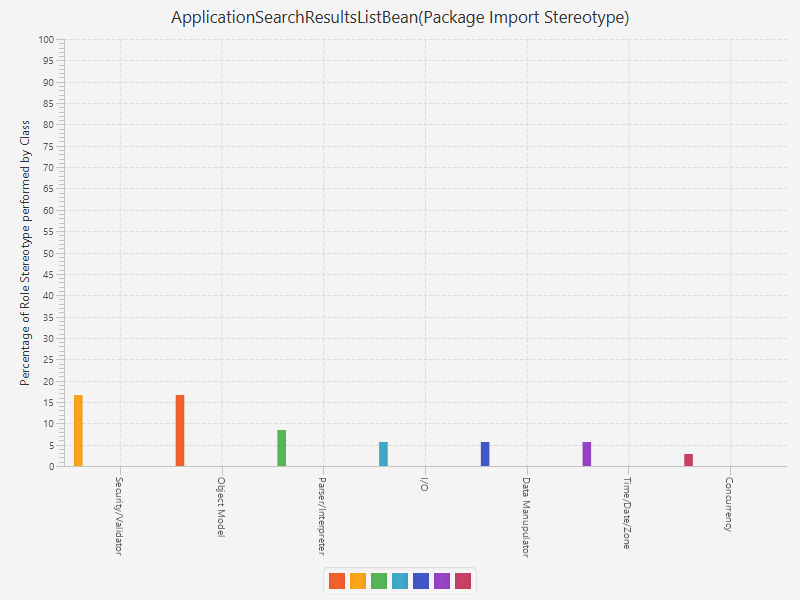 ApplicationSearchResultsListBean(Package Import Stereotype)
Percentage of Role Stereotype performed by Class
100
95
90
85
80
75
70
65
60
55
50
45
40
35
30
25
20
15
10
5
0
Security/Validator
Object Model
Parser/Interpreter
I/O
Data Manupulator
Time/Date/Zone
Concurrency